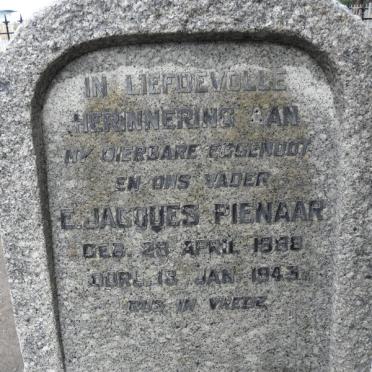 IN LIEFDEVOLLE
HERINNERING AAN
MY DIERBARE EGGENOOT
EN ONS VADER
E. JACQUES PIENAAR
GEB. 28 APRIL 1888
OORL. 13 JAN. 1943
RUS IN VREDE